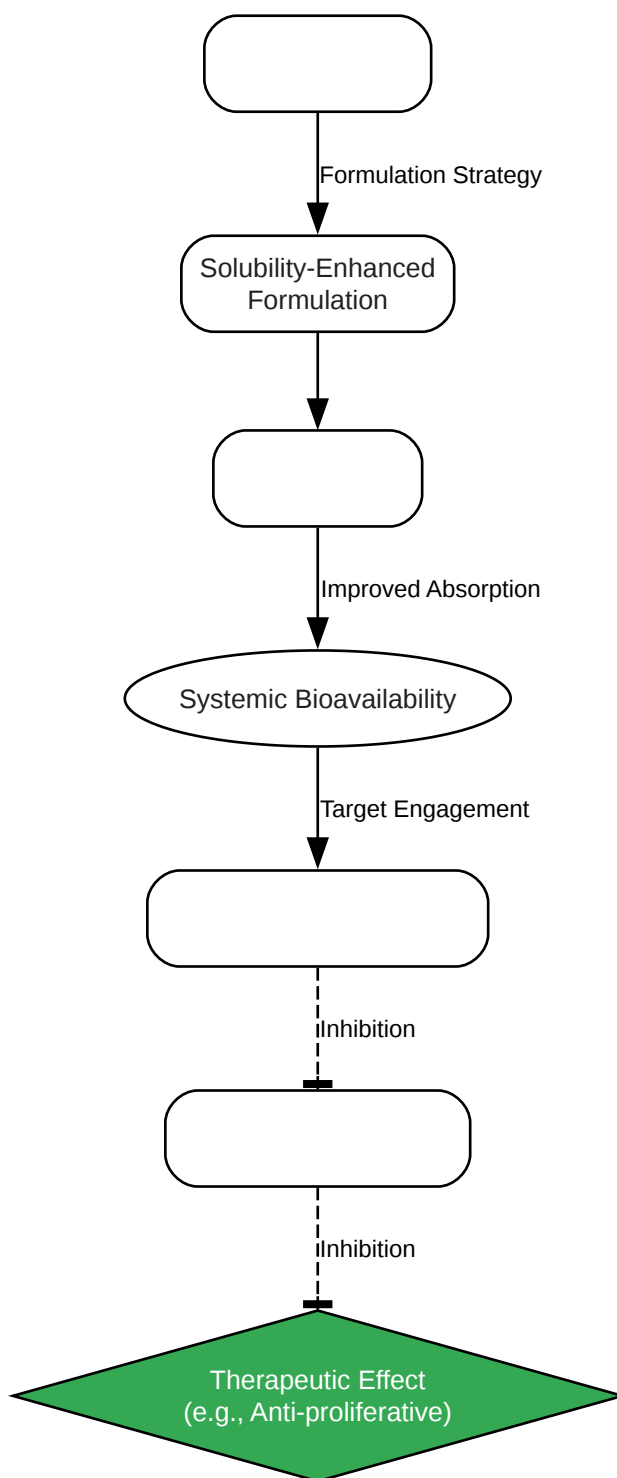 Formulation Strategy
Solubility-Enhanced
Formulation
Improved Absorption
Systemic Bioavailability
Target Engagement
Inhibition
Inhibition
Therapeutic Effect
(e.g., Anti-proliferative)